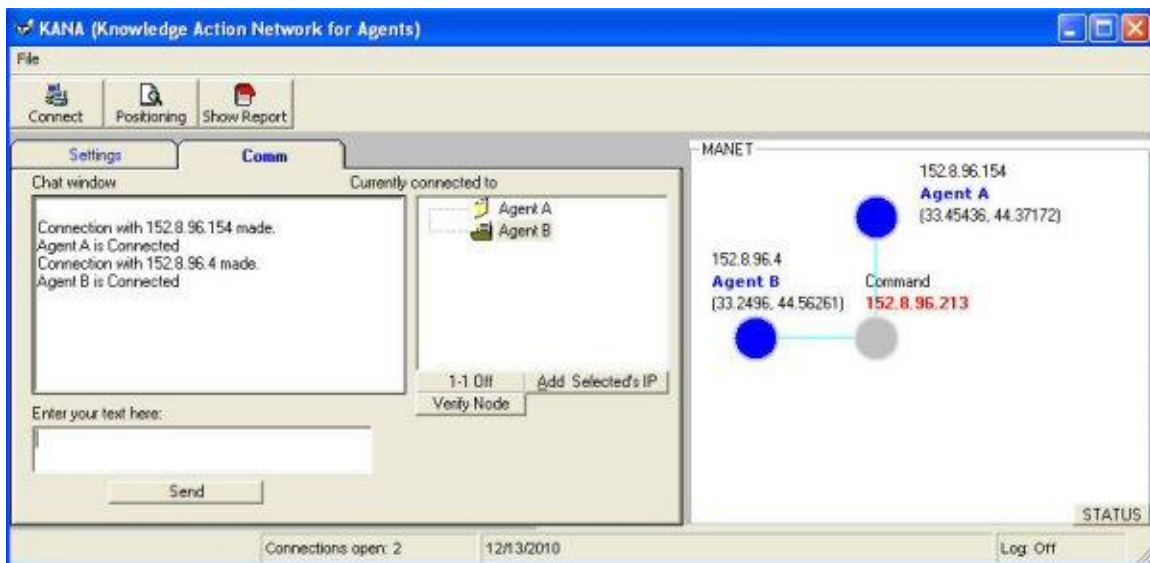 KANA (Knowledge Action Network for Agents)
File
Connect
Positioning
Show Report
Settings
Comm
Chat window
Currently connected to
Connection with 152.8.96.154 made.
Agent A is Connected
Connection with 152.8.96.4 made.
Agent B is Connected
Agent A
Agent B
1-1 Off
Add Selected's IP
Verify Node
Enter your text here:
Send
MANET
152.8.96.154
Agent A
(33.45436, 44.37172)
152.8.96.4
Agent B
(33.2496, 44.56261)
Command
152.8.96.213
STATUS
Connections open: 2
12/13/2010
Log: Off